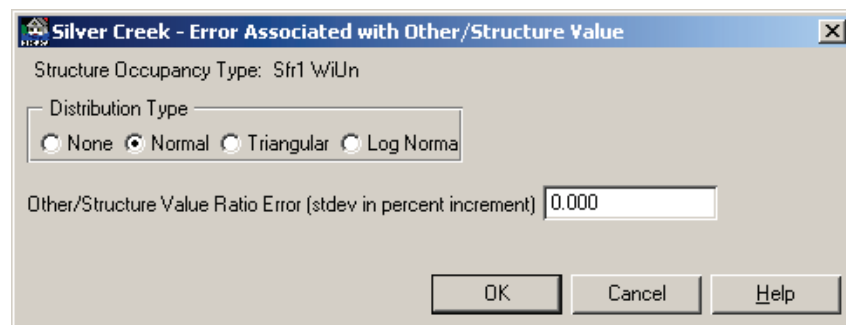 Silver Creek - Error Associated with Other/Structure Value
Structure Occupancy Type: Sfr1 WiUn
Distribution Type
None Normal Triangular Log Norma
Other/Structure Value Ratio Error (stdev in percent increment) 0.000
OK Cancel Help